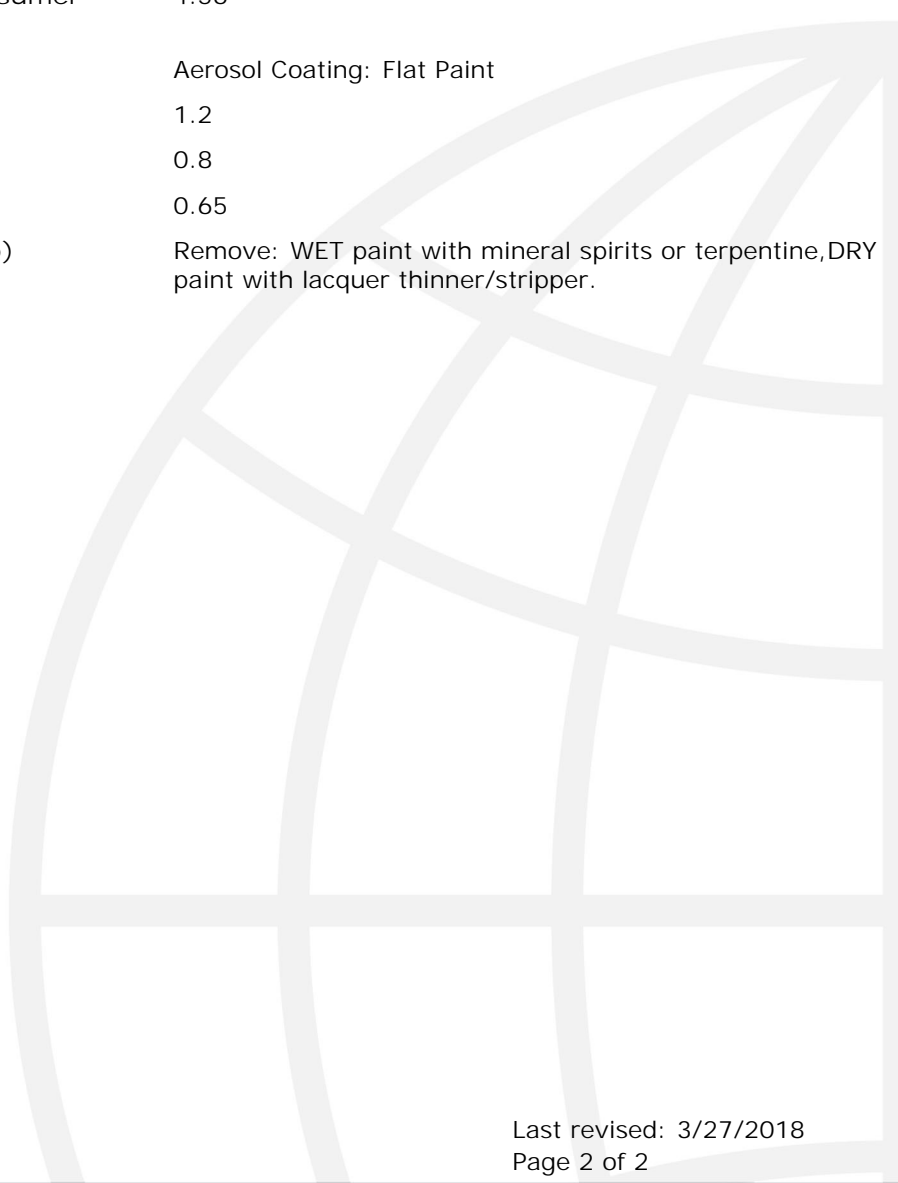 Aerosol Coating: Flat Paint
1.2
0.8
0.65
) Remove: WET paint with mineral spirits or terpentine,DRY
paint with lacquer thinner/stripper.
Last revised: 3/27/2018
Page 2 of 2